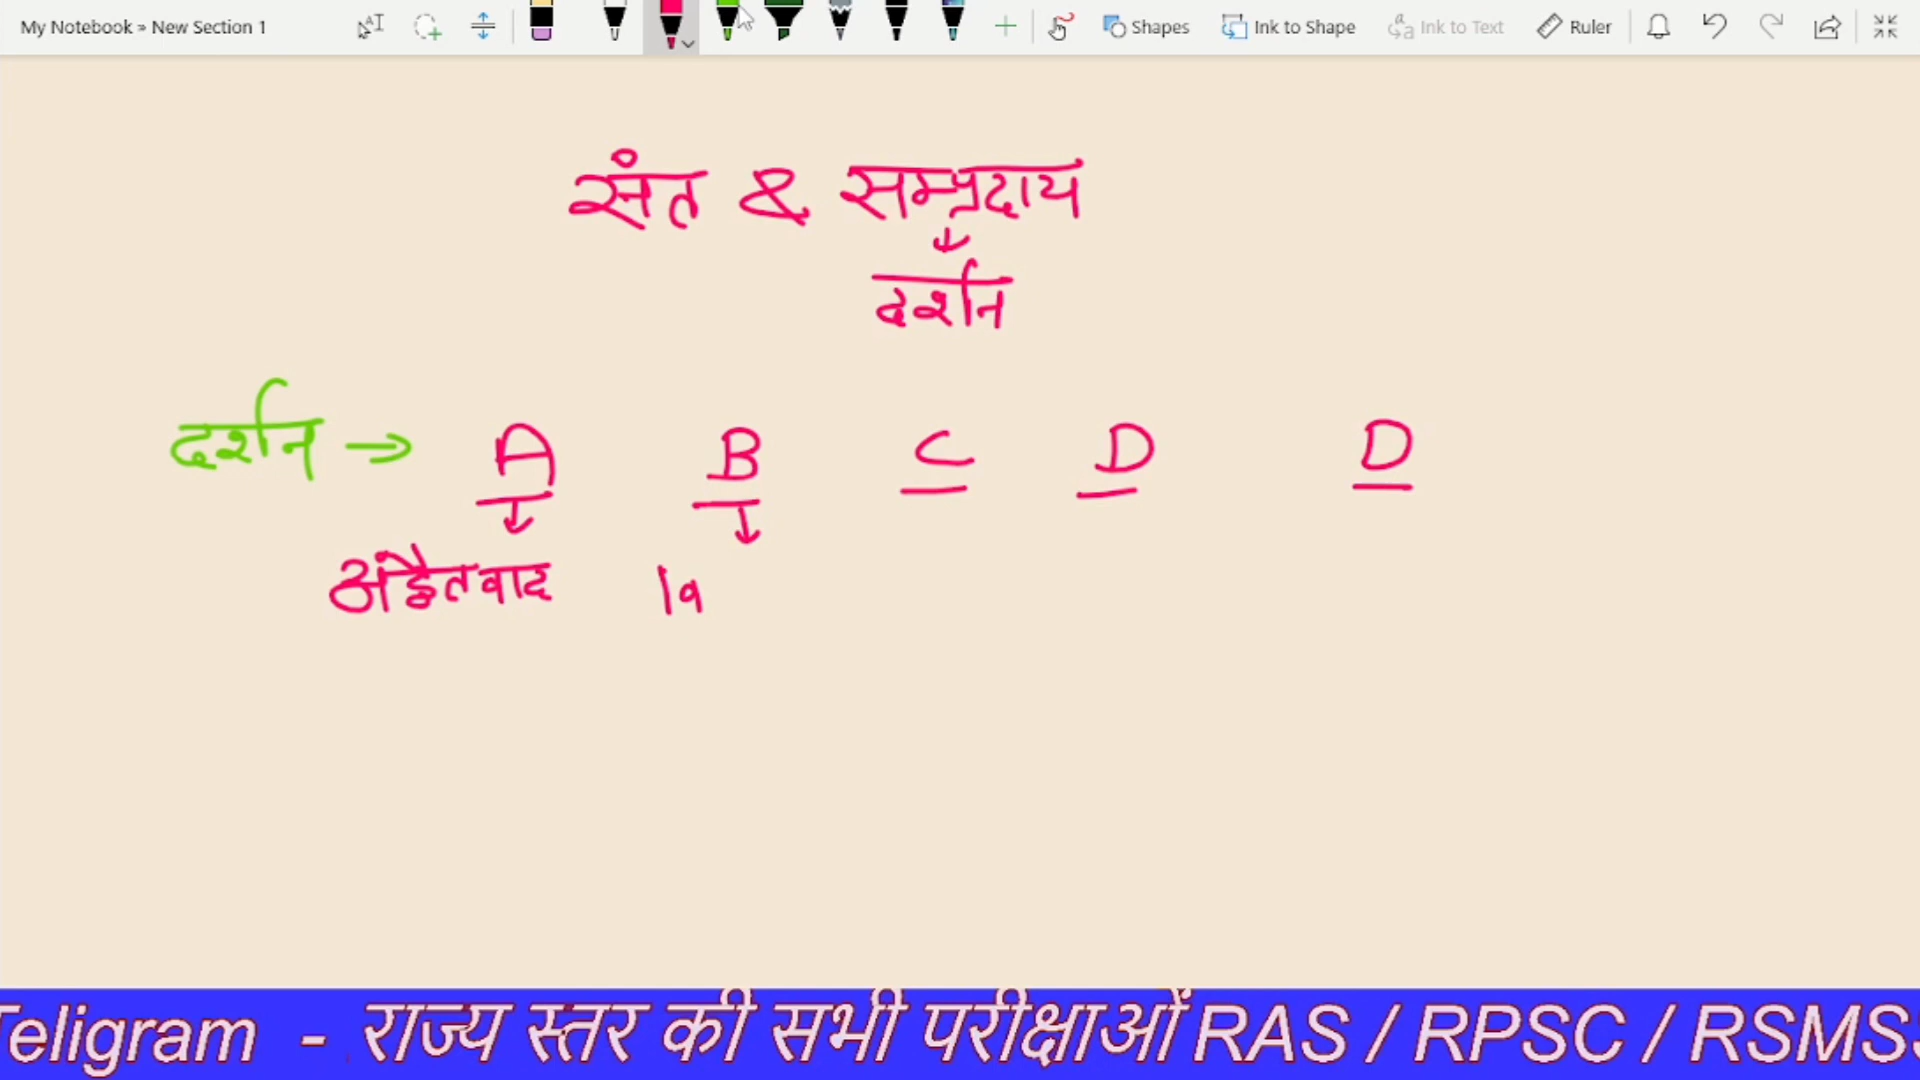 My Notebook » New Section 1
Shapes
Ink to Shape
Ink to Text
Ruler
संत & सम्प्रदाय
↓
दर्शन
दर्शन → A B C D D
↓ ↓
अद्वैतवाद
Teligram - राज्य स्तर की सभी परीक्षाओं RAS / RPSC / RSMSS